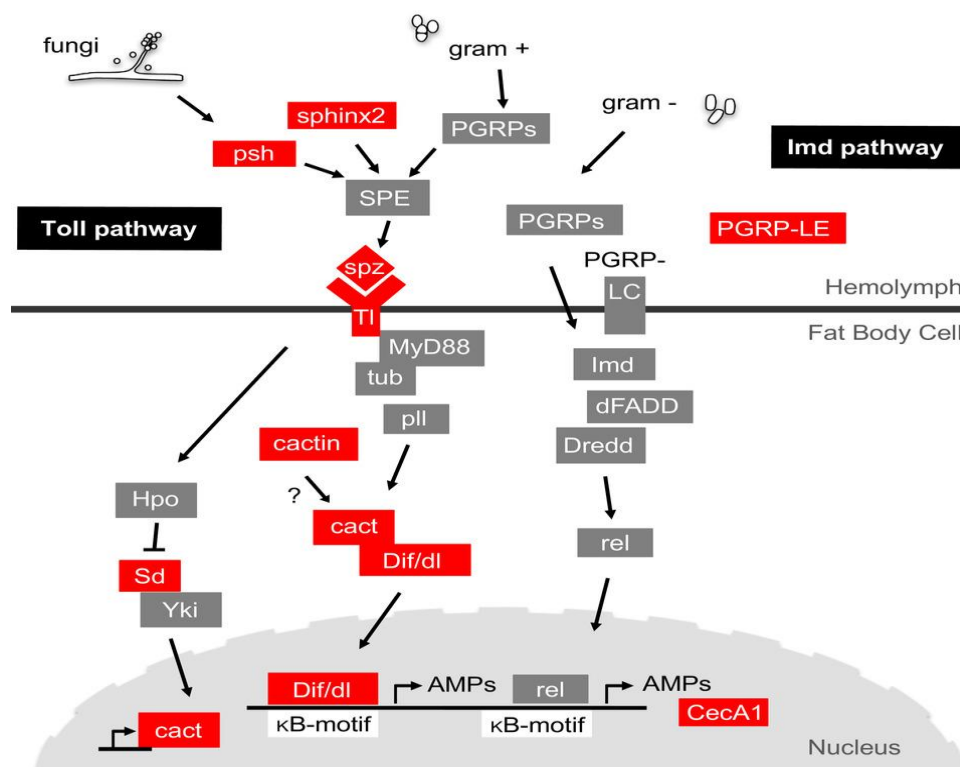 fungi
gram +
gram -
sphinx2
PGRPs
psh
Imd pathway
SPE
Toll pathway
PGRPs
PGRP-LE
spz
PGRP-
LC
Hemolymph
Tl
Fat Body Cell
MyD88
tub
Imd
pll
dFADD
cactin
Dredd
Hpo
?
cact
rel
Dif/dl
Sd
Yki
Dif/dl
AMPs
rel
AMPs
CecA1
cact
κB-motif
κB-motif
Nucleus